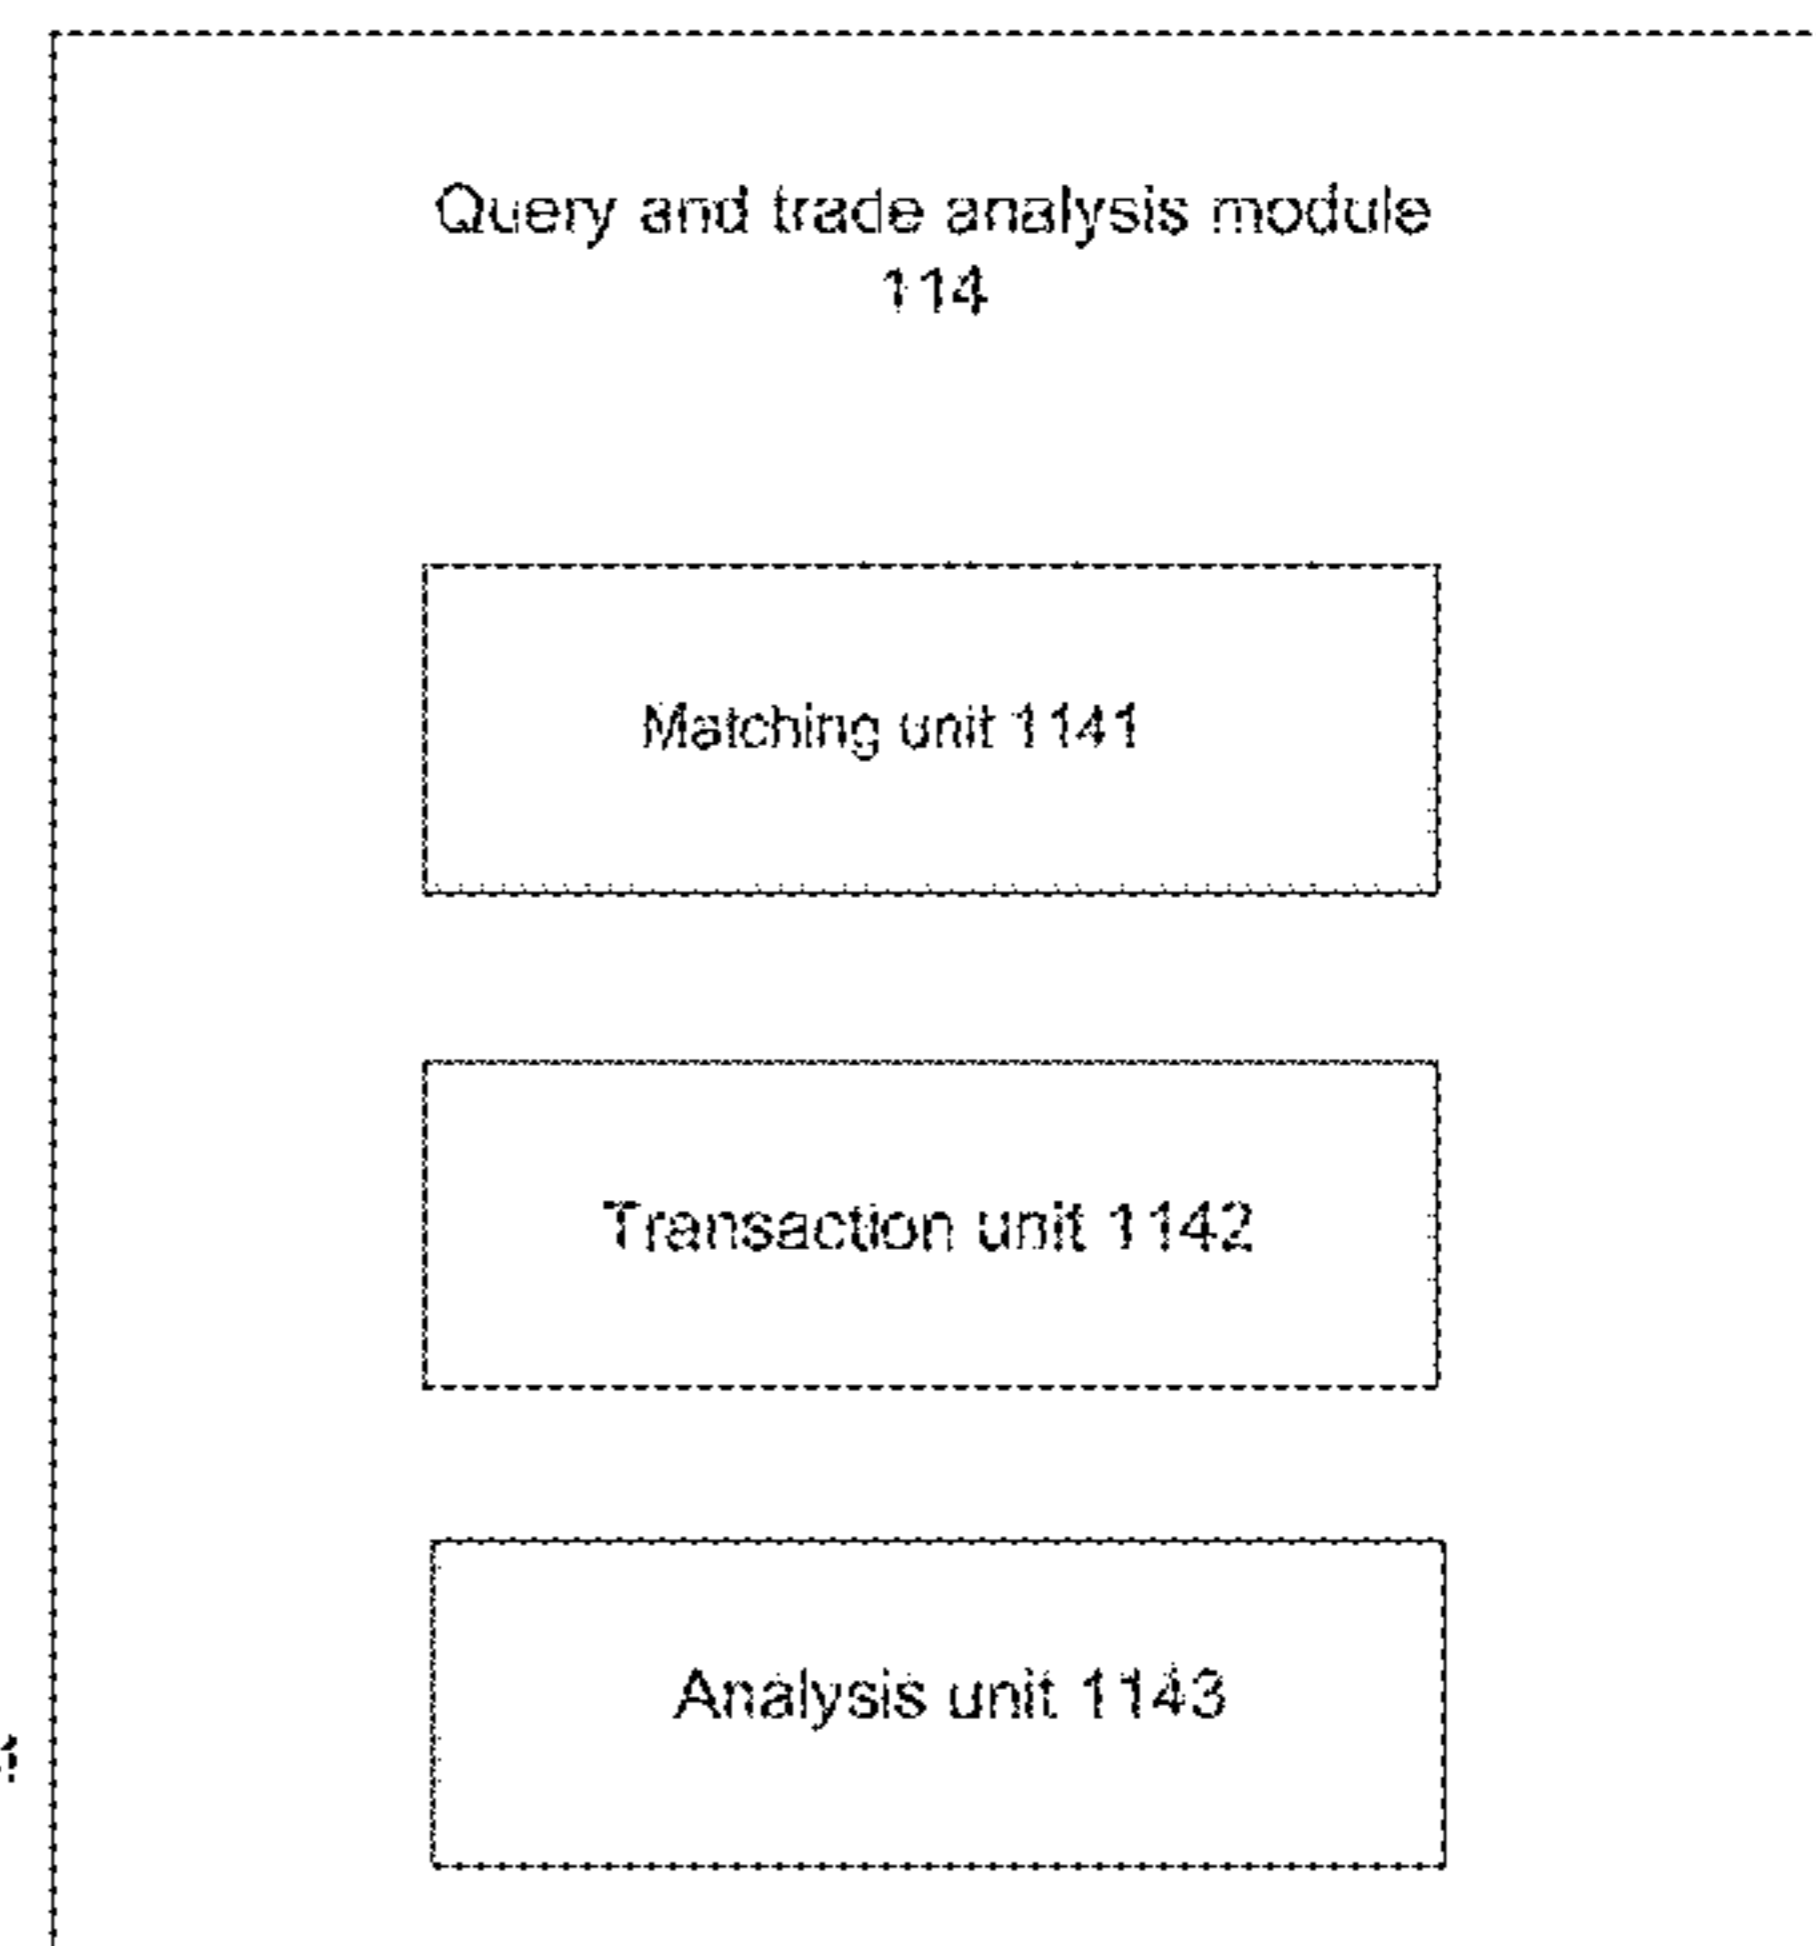 Query and trade analysis module
114
Matching unit 1141
Transaction unit 1142
Analysis unit 1143